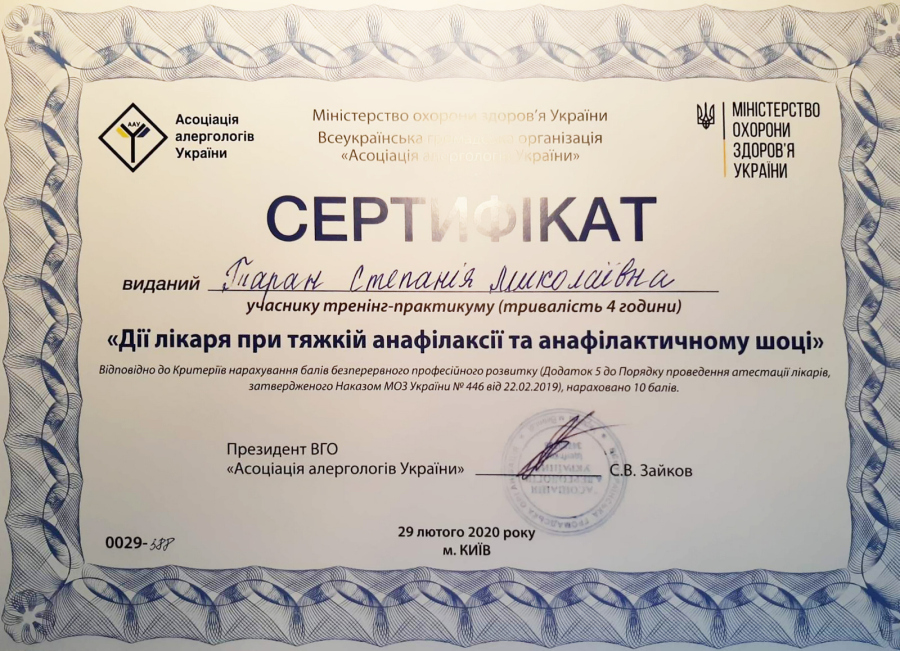 ААУ
Асоціація
алергологів
України
Міністерство охорони здоров'я України
Всеукраїнська організація
«Асоціація алергологів України»
МІНІСТЕРСТВО
ОХОРОНИ
ЗДОРОВ'Я
УКРАЇНИ
СЕРТИФІКАТ
виданий Таран Степанія Миколаївна
учаснику тренінг-практикуму (тривалість 4 години)
«Дії лікаря при тяжкій анафілаксії та анафілактичному шоці»
Відповідно до Критеріїв нарахування балів безперервного професійного розвитку (Додаток 5 до Порядку проведення атестації лікарів,
затвердженого Наказом МОЗ України № 446 від 22.02.2019), нараховано 10 балів.
Президент ВГО
«Асоціація алергологів України» С.В. Зайков
29 лютого 2020 року
м. КИЇВ
0029-388